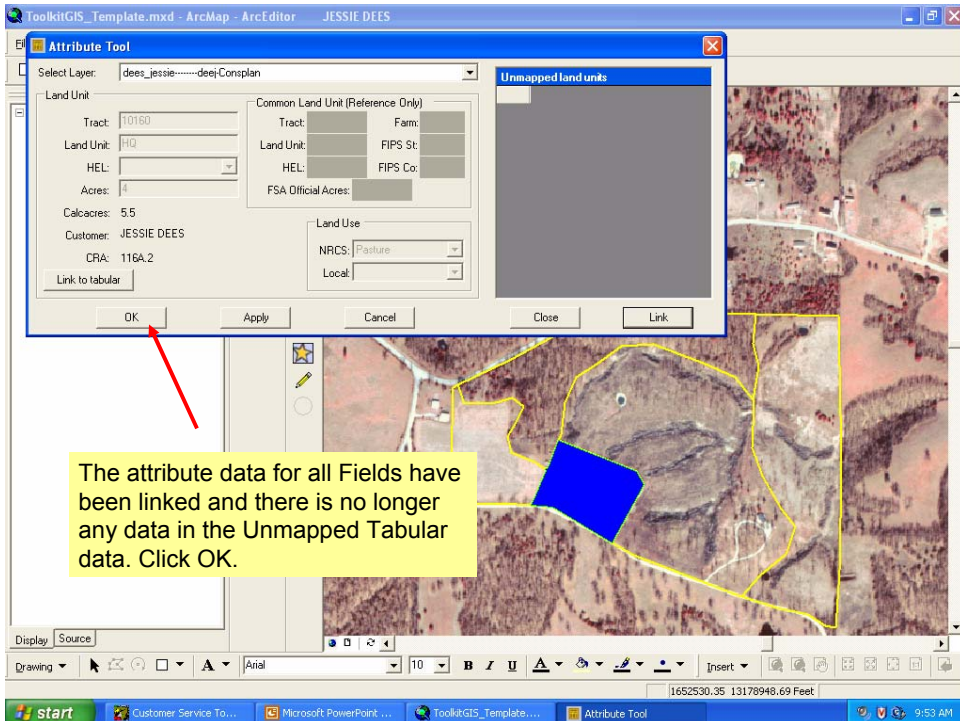 ToolkitGIS_Template.mxd - ArcMap - ArcEditor JESSIE DEES
Attribute Tool
Select Layer: dees_jessie--------deej-Consplan
Unmapped land units
Land Unit
Tract: 10160
Land Unit: HQ
HEL:
Acres: 4
Calcacres: 5.5
Customer: JESSIE DEES
CRA: 116A.2
Link to tabular
Common Land Unit (Reference Only)
Tract: Farm:
Land Unit: FIPS St:
HEL: FIPS Co:
FSA Official Acres:
Land Use
NRCS: Pasture
Local:
OK Apply Cancel Close Link
The attribute data for all Fields have
been linked and there is no longer
any data in the Unmapped Tabular
data. Click OK.
Display Source
Drawing A Arial 10 B I U A Insert
1652530.35 13178948.69 Feet
start Customer Service To... Microsoft PowerPoint ... ToolkitGIS_Template.... Attribute Tool 9:53 AM